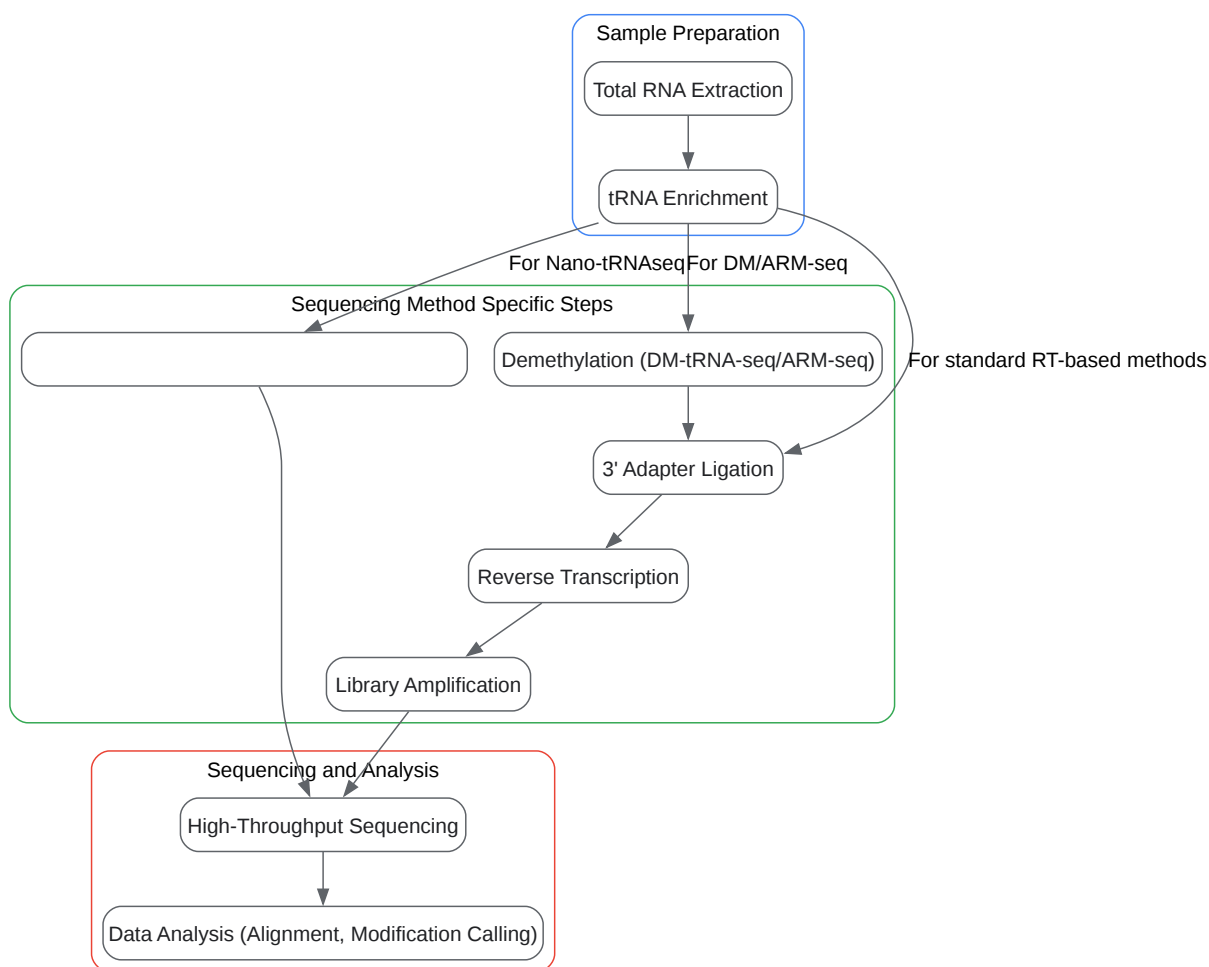 Sample Preparation
Total RNA Extraction
tRNA Enrichment
For Nano-tRNAseq
For DM/ARM-seq
Sequencing Method Specific Steps
Demethylation (DM-tRNA-seq/ARM-seq)
For standard RT-based methods
3' Adapter Ligation
Reverse Transcription
Library Amplification
Sequencing and Analysis
High-Throughput Sequencing
Data Analysis (Alignment, Modification Calling)